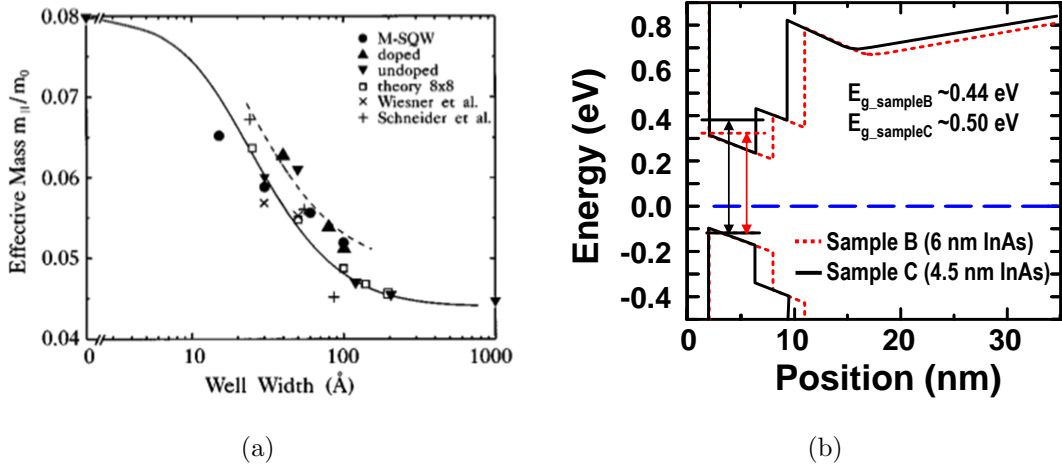 0.08
0.07
0.06
0.05
0.04
Effective Mass m||/m0
M-SQW
doped
undoped
theory 8x8
Wiesner et al.
Schneider et al.
0 10 100 1000
Well Width (Å)
(a)
0.8
0.6
0.4
0.2
0.0
-0.2
-0.4
Energy (eV)
Eg_sampleB ~0.44 eV
Eg_sampleC ~0.50 eV
Sample B (6 nm InAs)
Sample C (4.5 nm InAs)
0 10 20 30
Position (nm)
(b)